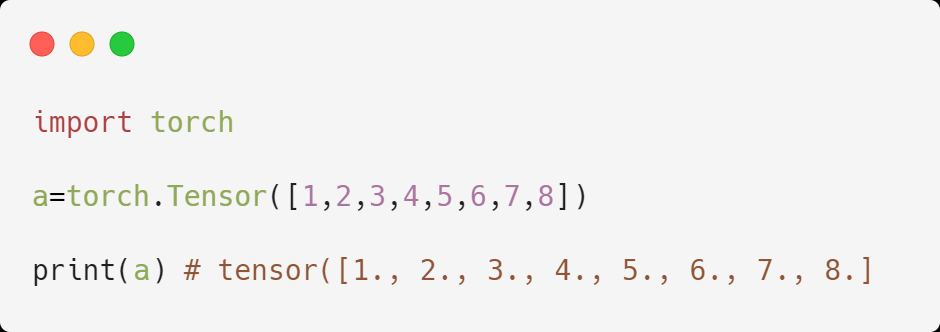 import torch
a=torch.Tensor([1,2,3,4,5,6,7,8])
print(a) # tensor([1., 2., 3., 4., 5., 6., 7., 8.]